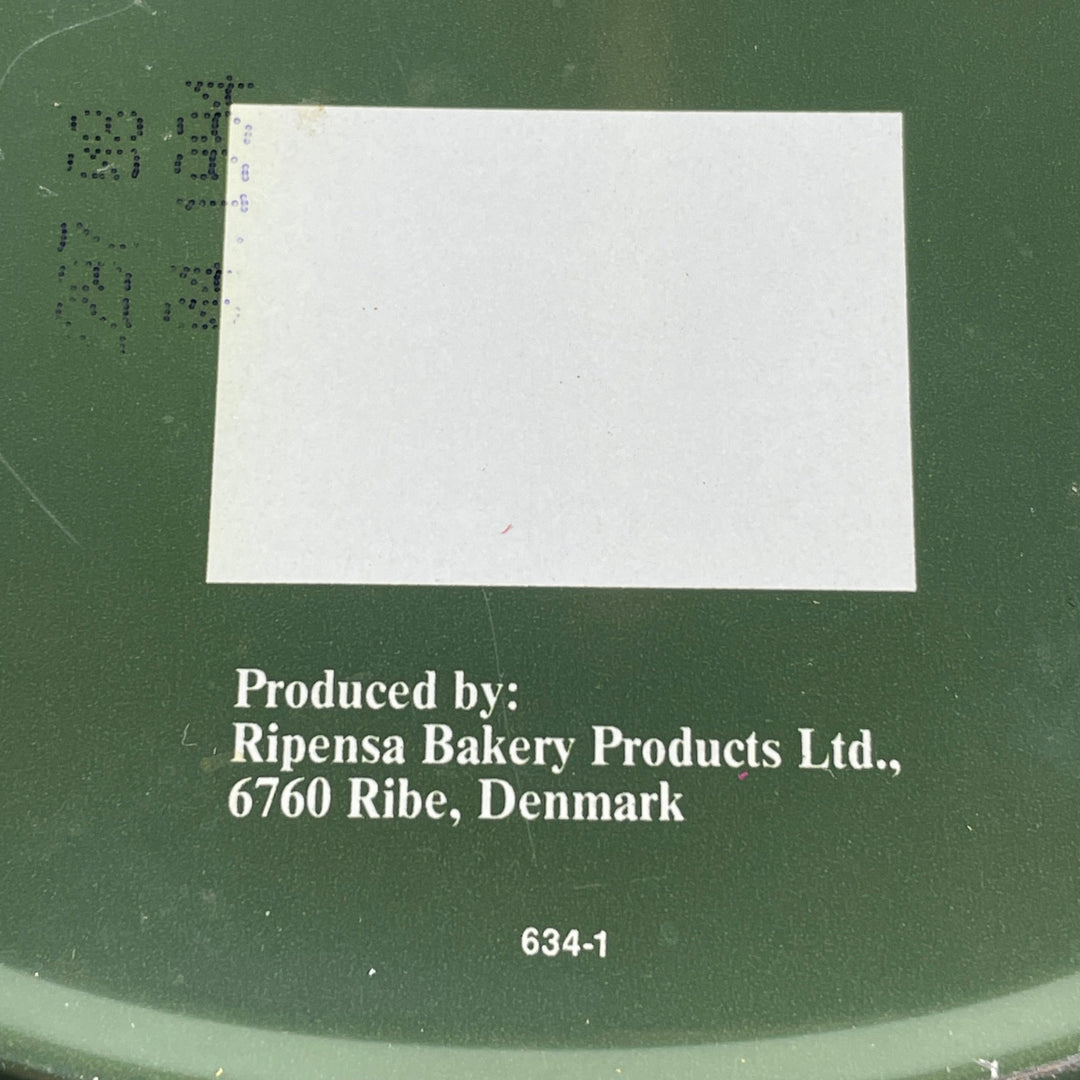 Produced by:
Ripensa Bakery Products Ltd.,
6760 Ribe, Denmark
634-1